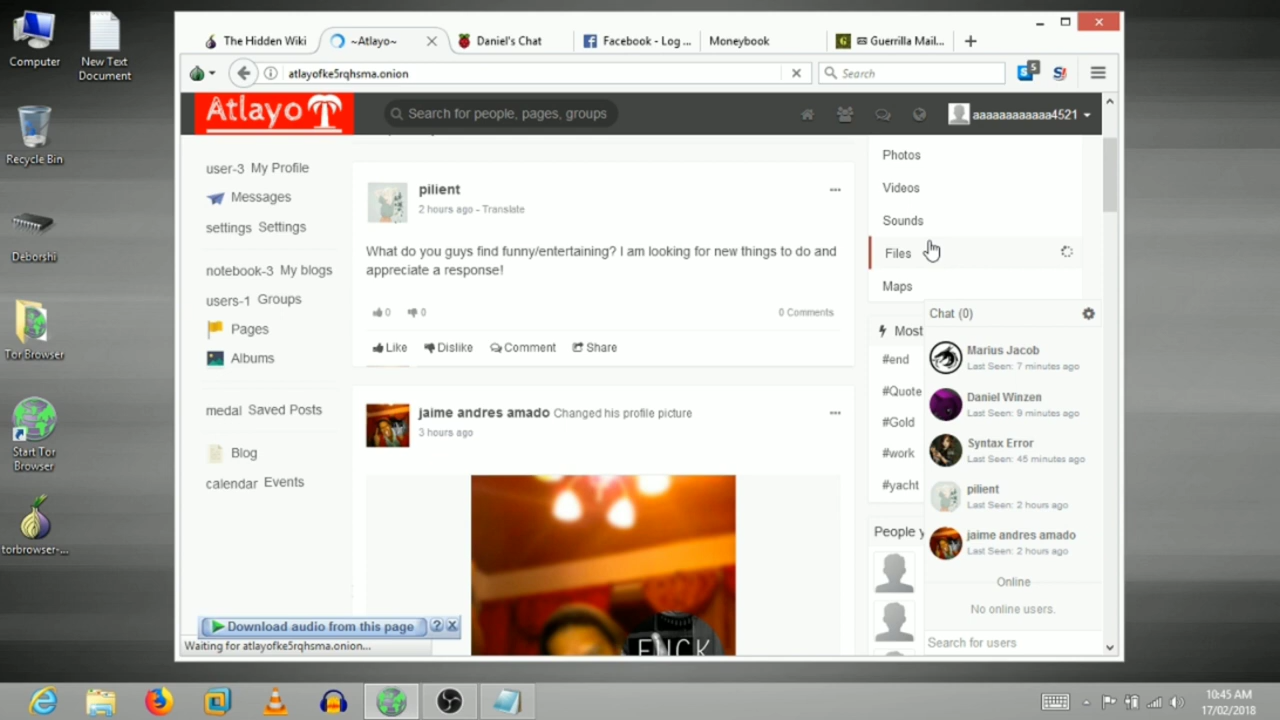 Computer
New Text
Document
Recycle Bin
Deborshi
Tor Browser
Start Tor
Browser
torbrowser-...
The Hidden Wiki
~Atlayo~
Daniel's Chat
Facebook - Log ...
Moneybook
Guerrilla Mail...
atlayofke5rqhsma.onion
Search
5
Atlayo
Search for people, pages, groups
aaaaaaaaaaaa4521
user-3 My Profile
Messages
settings Settings
notebook-3 My blogs
users-1 Groups
Pages
Albums
medal Saved Posts
Blog
calendar Events
pilient
2 hours ago - Translate
What do you guys find funny/entertaining? I am looking for new things to do and
appreciate a response!
0
0
0 Comments
Like
Dislike
Comment
Share
jaime andres amado Changed his profile picture
3 hours ago
FUCK
Photos
Videos
Sounds
Files
Maps
Most
#end
#Quote
#Gold
#work
#yacht
People y
Chat (0)
Marius Jacob
Last Seen: 7 minutes ago
Daniel Winzen
Last Seen: 9 minutes ago
Syntax Error
Last Seen: 45 minutes ago
pilient
Last Seen: 2 hours ago
jaime andres amado
Last Seen: 2 hours ago
Online
No online users.
Search for users
Download audio from this page
Waiting for atlayofke5rqhsma.onion...
10:45 AM
17/02/2018